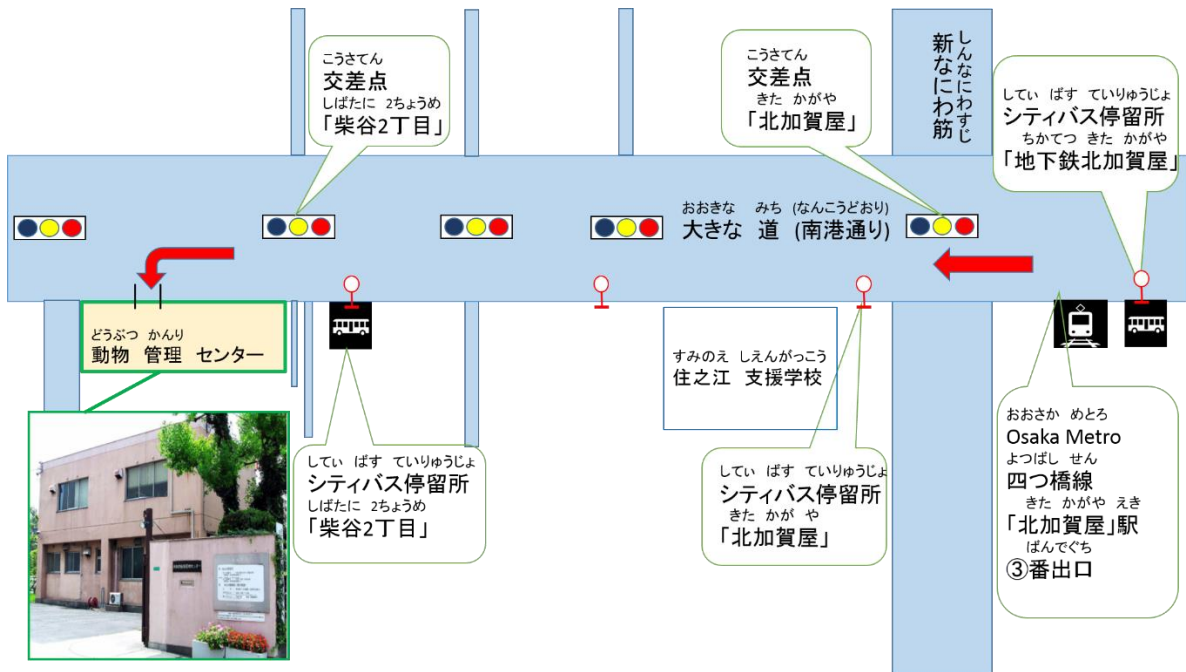 こうさてん
交差点
しばたに 2ちょうめ
「柴谷2丁目」
こうさてん
交差点
きた かがや
「北加賀屋」
しんなにわすじ
新なにわ筋
してぃ ばす ていりゅうじょ
シティバス停留所
ちかてつ きた かがや
「地下鉄北加賀屋」
おおきな みち (なんこうどおり)
大きな 道 (南港通り)
どうぶつ かんり
動物 管理 センター
すみのえ しえんがっこう
住之江 支援学校
してぃ ばす ていりゅうじょ
シティバス停留所
しばたに 2ちょうめ
「柴谷2丁目」
してぃ ばす ていりゅうじょ
シティバス停留所
きた かが や
「北加賀屋」
おおさか めとろ
Osaka Metro
よつばし せん
四つ橋線
きた かがや えき
「北加賀屋」駅
ばんでぐち
③番出口